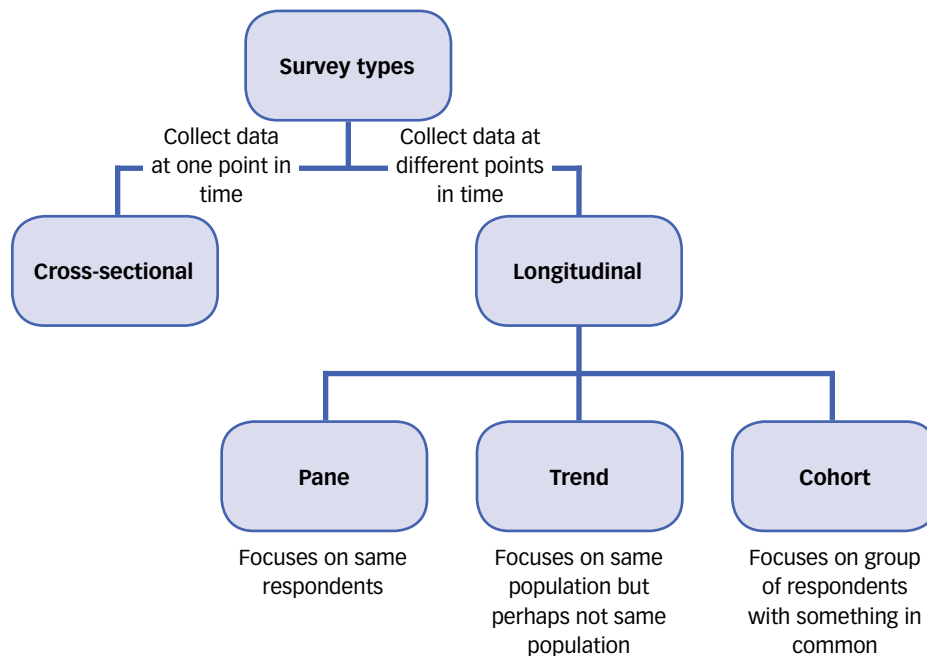 Survey types
Collect data
at one point in
time
Collect data at
different points
in time
Cross-sectional
Longitudinal
Pane
Trend
Cohort
Focuses on same
respondents
Focuses on same
population but
perhaps not same
population
Focuses on group
of respondents
with something in
common